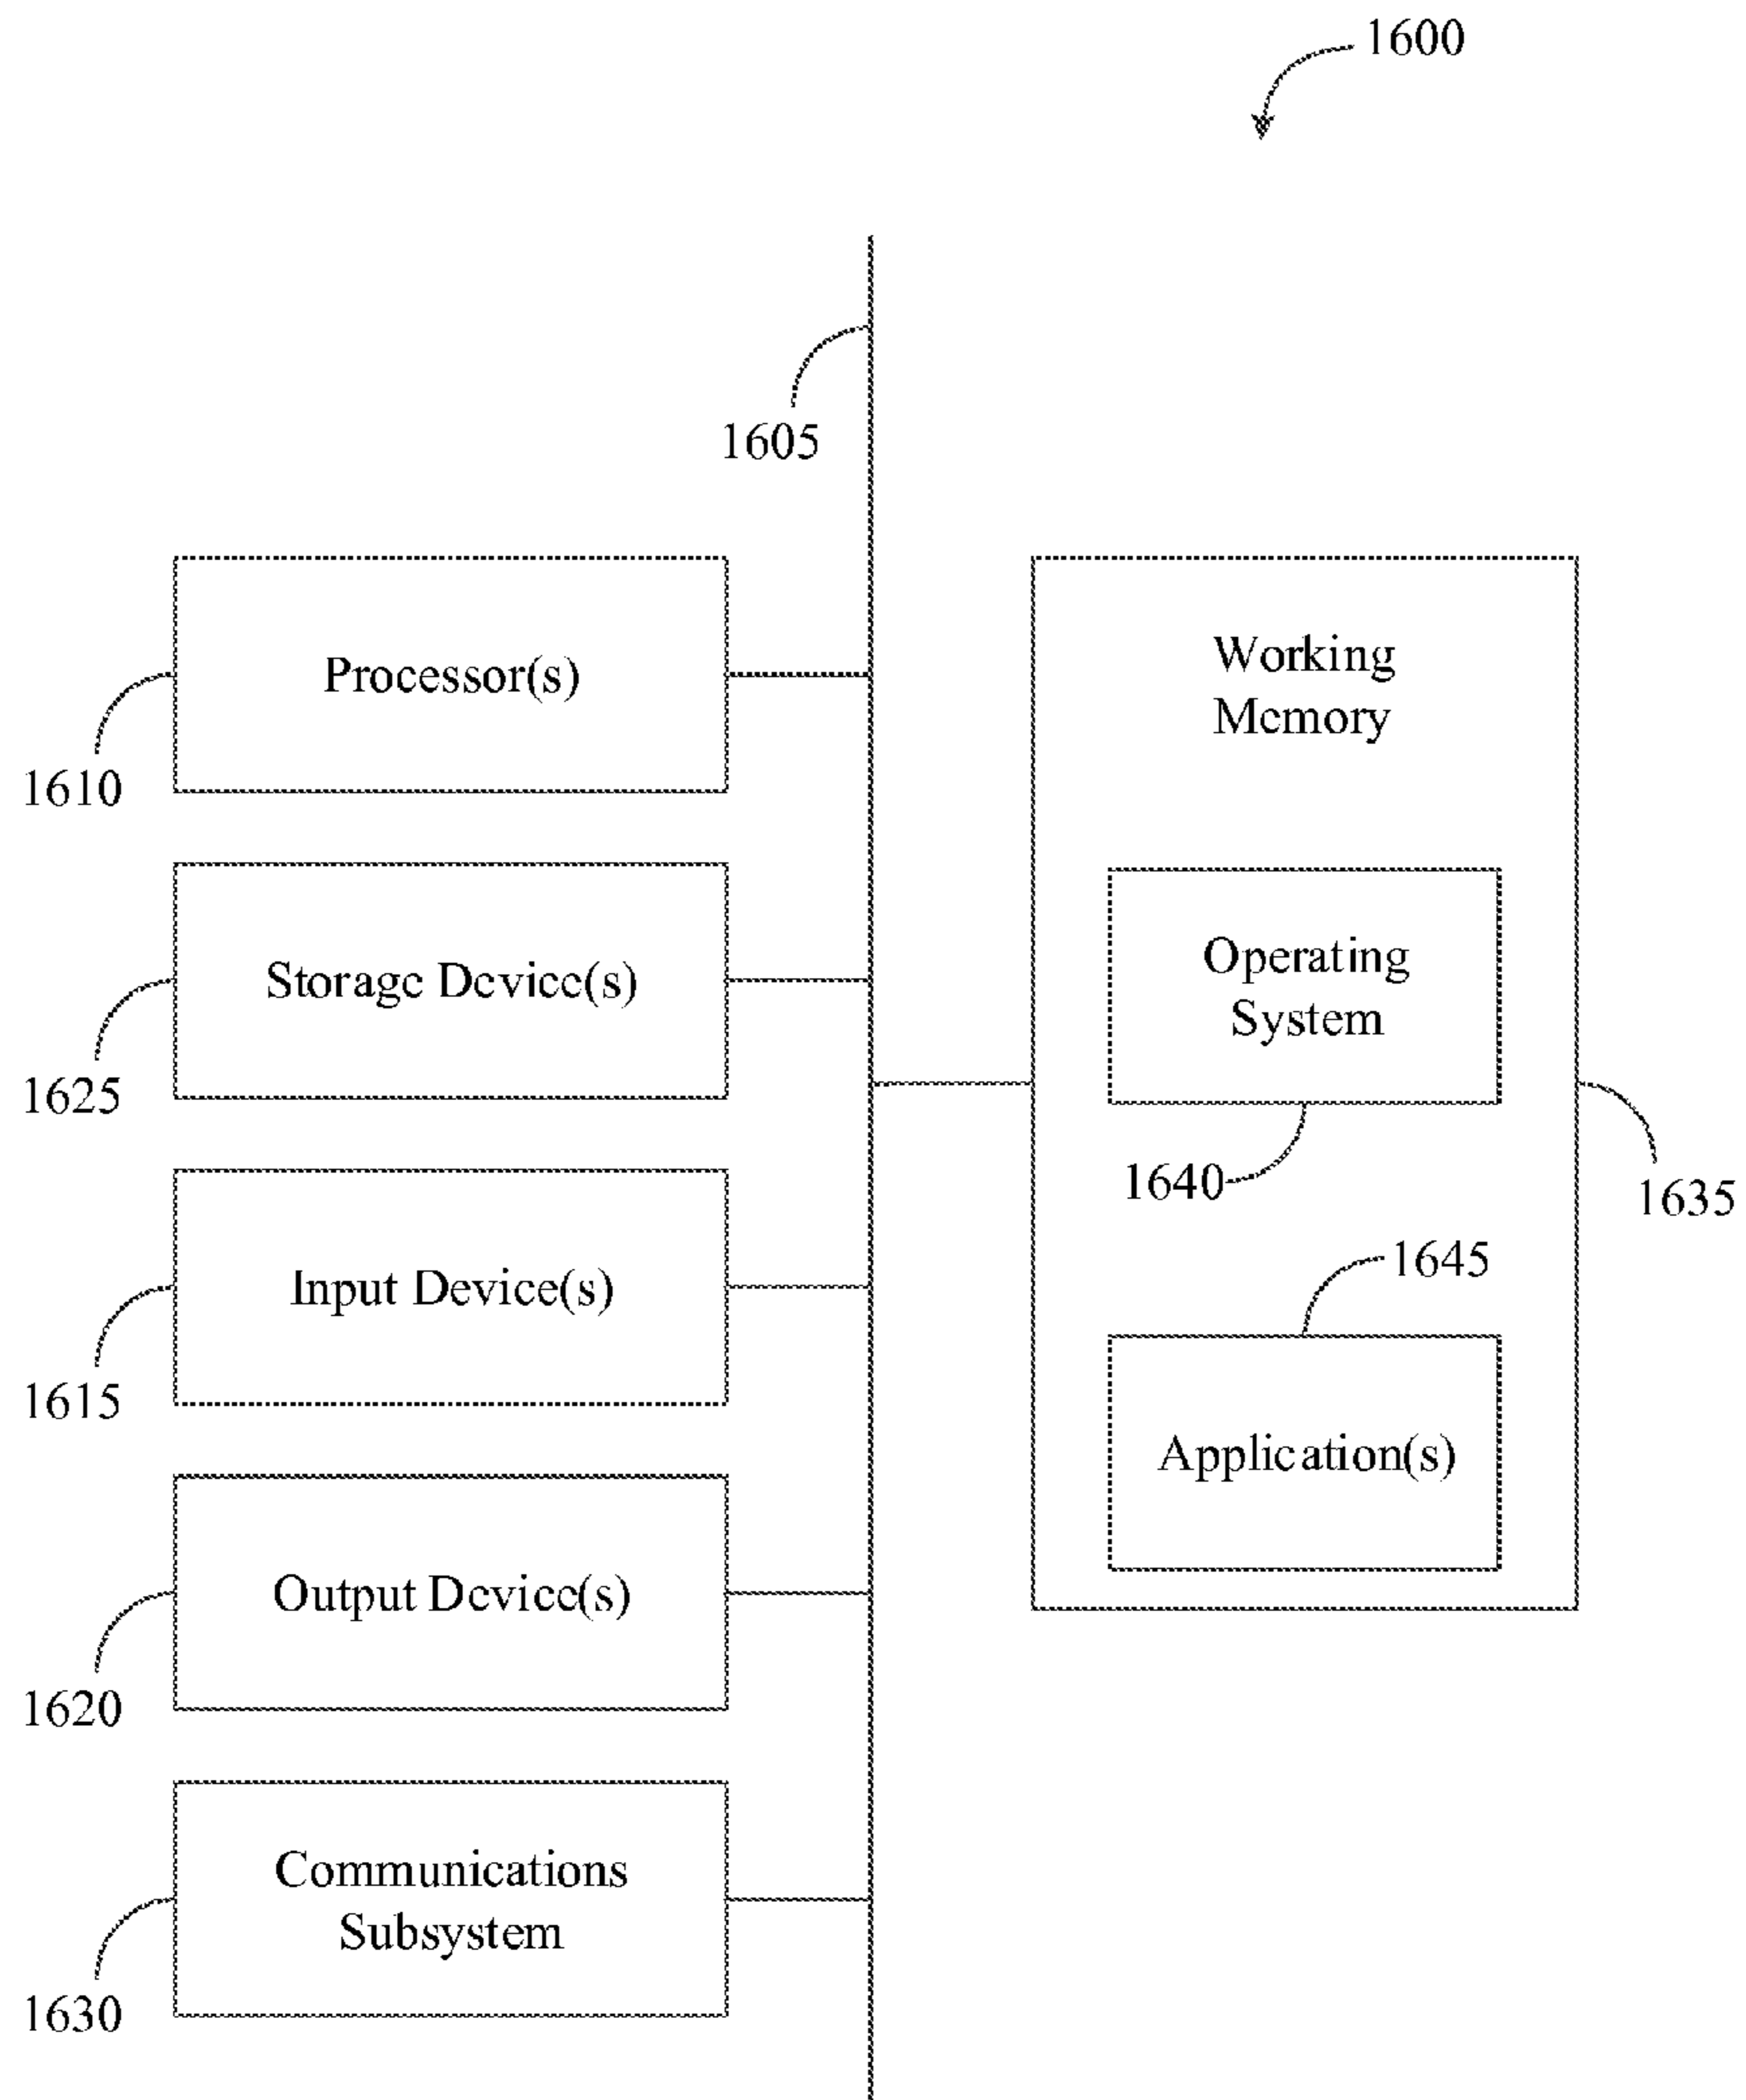 1600
1605
Processor(s)
1610
Storage Device(s)
1625
Input Device(s)
1615
Output Device(s)
1620
Communications
Subsystem
1630
Working
Memory
Operating
System
1640
1635
1645
Application(s)